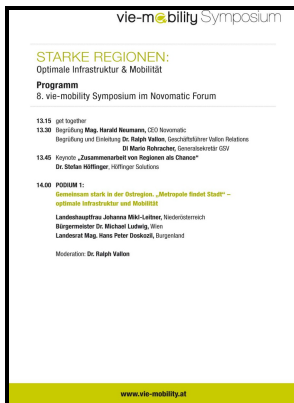 vie-mobility Symposium
STARKE REGIONEN:
Optimale Infrastruktur & Mobilität
Programm
8. vie-mobility Symposium im Novomatic Forum
13.15 get together
13.30 Begrüßung Mag. Harald Neumann, CEO Novomatic
Begrüßung und Einleitung Dr. Ralph Vallon, Geschäftsführer Vallon Relations
DI Mario Rohracher, Generalsekretär GSV
13.45 Keynote „Zusammenarbeit von Regionen als Chance"
Dr. Stefan Höffinger, Höffinger Solutions
14.00 PODIUM 1:
Gemeinsam stark in der Ostregion. „Metropole findet Stadt!" –
optimale Infrastruktur und Mobilität
Landeshauptfrau Johanna Mikl-Leitner, Niederösterreich
Bürgermeister Dr. Michael Ludwig, Wien
Landesrat Mag. Hans Peter Doskozil, Burgenland
Moderation: Dr. Ralph Vallon
www.vie-mobility.at